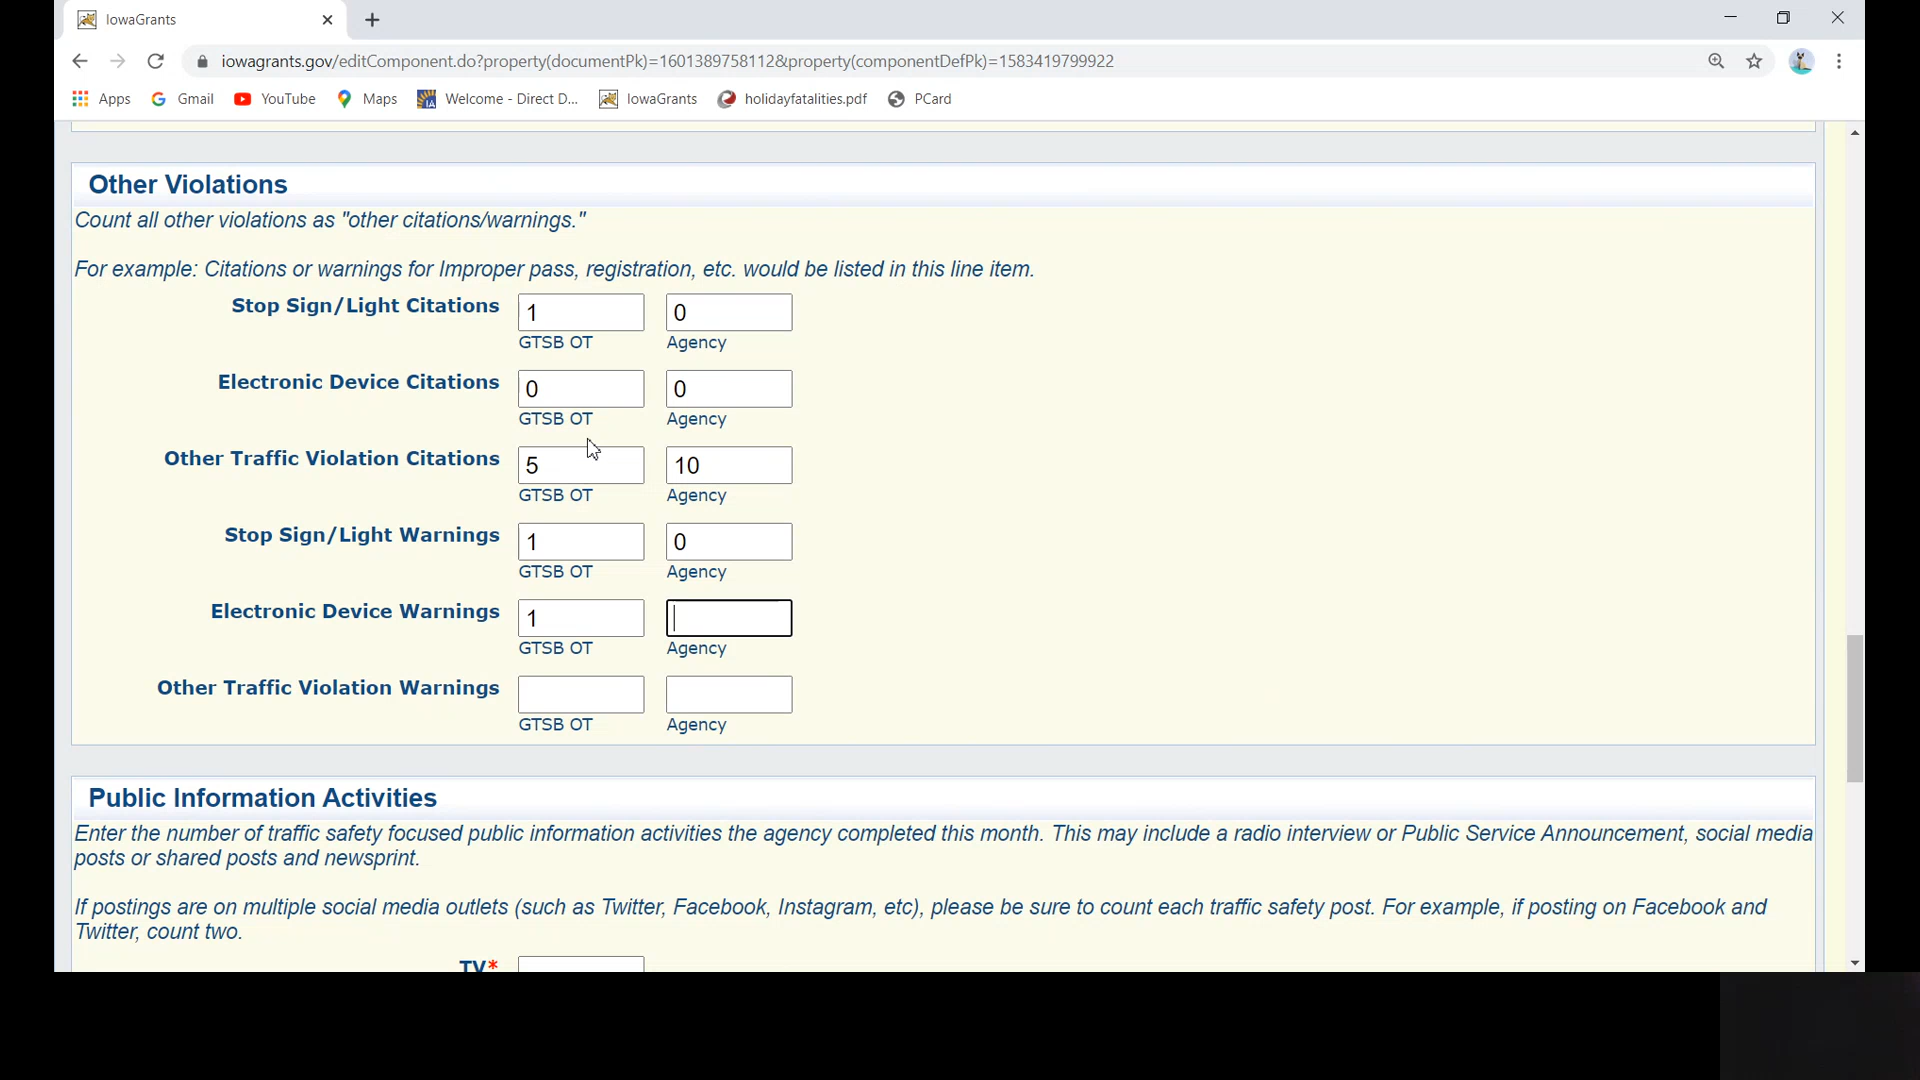 IowaGrants
iowagrants.gov/editComponent.do?property(documentPk)=1601389758112&property(componentDefPk)=1583419799922
Apps Gmail YouTube Maps Welcome - Direct D... IowaGrants holidayfatalities.pdf PCard
Other Violations
Count all other violations as "other citations/warnings."
For example: Citations or warnings for Improper pass, registration, etc. would be listed in this line item.
Stop Sign/Light Citations 1 0
GTSB OT Agency
Electronic Device Citations 0 0
GTSB OT Agency
Other Traffic Violation Citations 5 10
GTSB OT Agency
Stop Sign/Light Warnings 1 0
GTSB OT Agency
Electronic Device Warnings 1
GTSB OT Agency
Other Traffic Violation Warnings
GTSB OT Agency
Public Information Activities
Enter the number of traffic safety focused public information activities the agency completed this month. This may include a radio interview or Public Service Announcement, social media
posts or shared posts and newsprint.
If postings are on multiple social media outlets (such as Twitter, Facebook, Instagram, etc), please be sure to count each traffic safety post. For example, if posting on Facebook and
Twitter, count two.
TV*